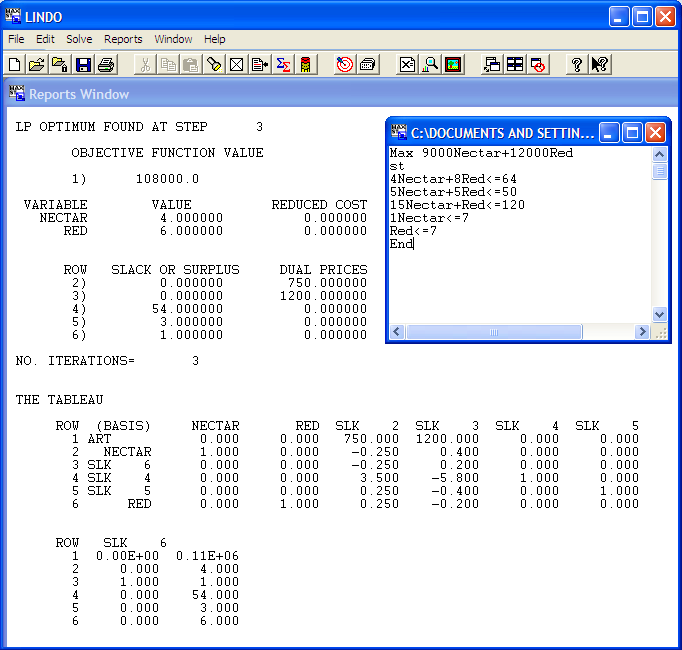 LINDO
File Edit Solve Reports Window Help
Reports Window
LP OPTIMUM FOUND AT STEP 3
OBJECTIVE FUNCTION VALUE
1) 108000.0
VARIABLE VALUE REDUCED COST
NECTAR 4.000000 0.000000
RED 6.000000 0.000000
ROW SLACK OR SURPLUS DUAL PRICES
2) 0.000000 750.000000
3) 0.000000 1200.000000
4) 54.000000 0.000000
5) 3.000000 0.000000
6) 1.000000 0.000000
NO. ITERATIONS= 3
C:\DOCUMENTS AND SETTIN...
Max 9000Nectar+12000Red
st
4Nectar+8Red<=64
5Nectar+5Red<=50
15Nectar+Red<=120
1Nectar<=7
Red<=7
End
THE TABLEAU
ROW (BASIS) NECTAR RED SLK 2 SLK 3 SLK 4 SLK 5
1 ART 0.000 0.000 750.000 1200.000 0.000 0.000
2 NECTAR 1.000 0.000 -0.250 0.400 0.000 0.000
3 SLK 6 0.000 0.000 -0.250 0.200 0.000 0.000
4 SLK 4 0.000 0.000 3.500 -5.800 1.000 0.000
5 SLK 5 0.000 0.000 0.250 -0.400 0.000 1.000
6 RED 0.000 1.000 0.250 -0.200 0.000 0.000
ROW SLK 6
1 0.00E+00 0.11E+06
2 0.000 4.000
3 1.000 1.000
4 0.000 54.000
5 0.000 3.000
6 0.000 6.000